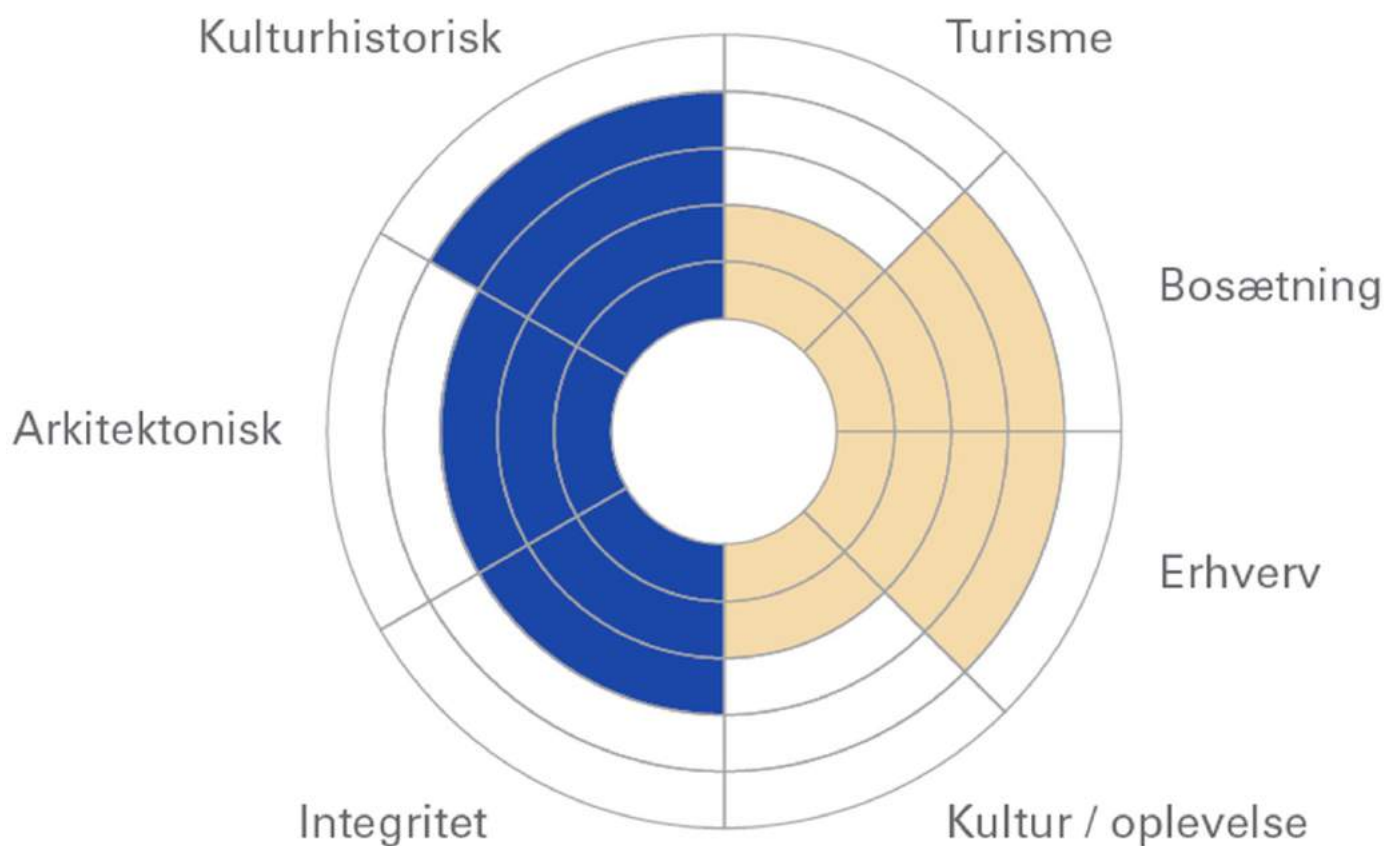 Kulturhistorisk
Turisme
Bosætning
Arkitektonisk
Erhverv
Integritet
Kultur / oplevelse